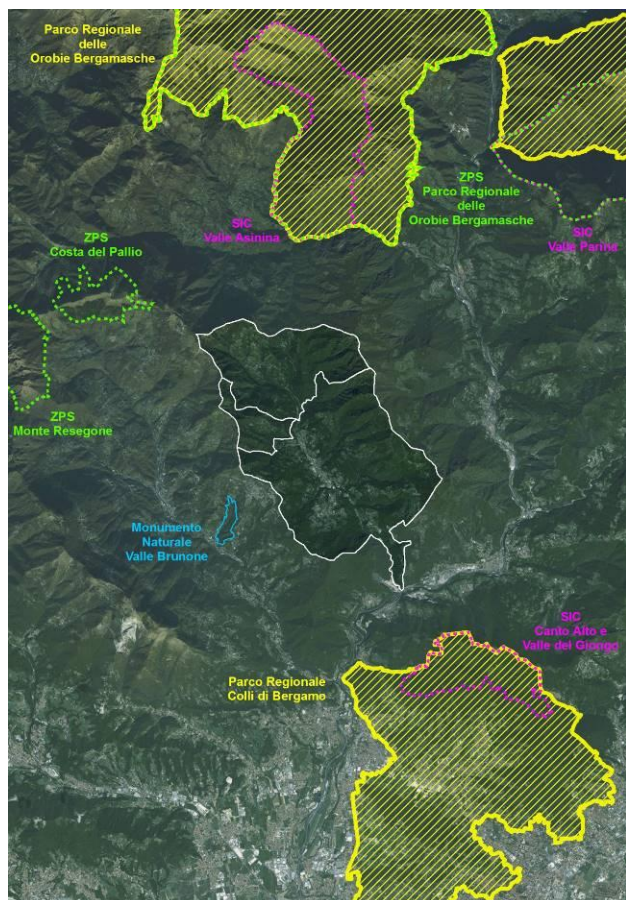 Parco Regionale
delle
Orobie Bergamasche
ZPS
Parco Regionale
delle
Orobie Bergamasche
SIC
Valle Asinina
SIC
Valle Parina
ZPS
Costa del Pallio
ZPS
Monte Resegone
Monumento
Naturale
Valle Brunone
SIC
Canto Alto e
Valle del Giongo
Parco Regionale
Colli di Bergamo